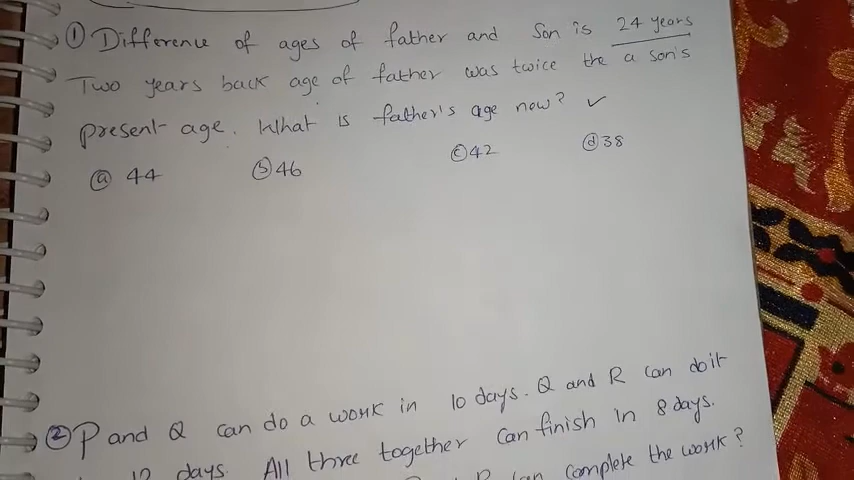 ① Difference of ages of father and Son is 24 years
Two years back age of father was twice the a son's
present age. What is father's age now? ✓
ⓐ 44 ⓑ 46 ⓒ 42 ⓓ 38
② P and Q can do a work in 10 days. Q and R can do it
12 days. All three together can finish in 8 days.
R can complete the work?